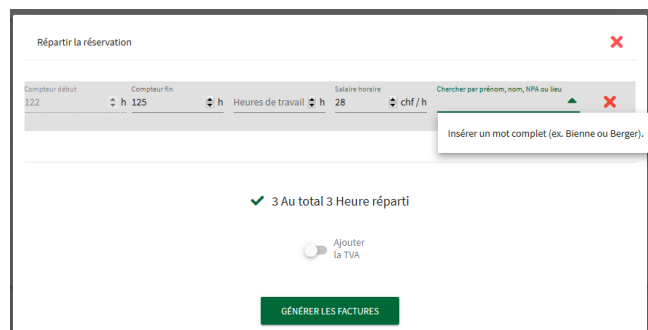 Répartir la réservation
Compteur début
Compteur fin
Salaire horaire
Chercher par prénom, nom, NPA ou lieu
122 h 125 h Heures de travail h 28 chf / h
Insérer un mot complet (ex. Bienne ou Berger).
3 Au total 3 Heure réparti
Ajouter
la TVA
GÉNÉRER LES FACTURES